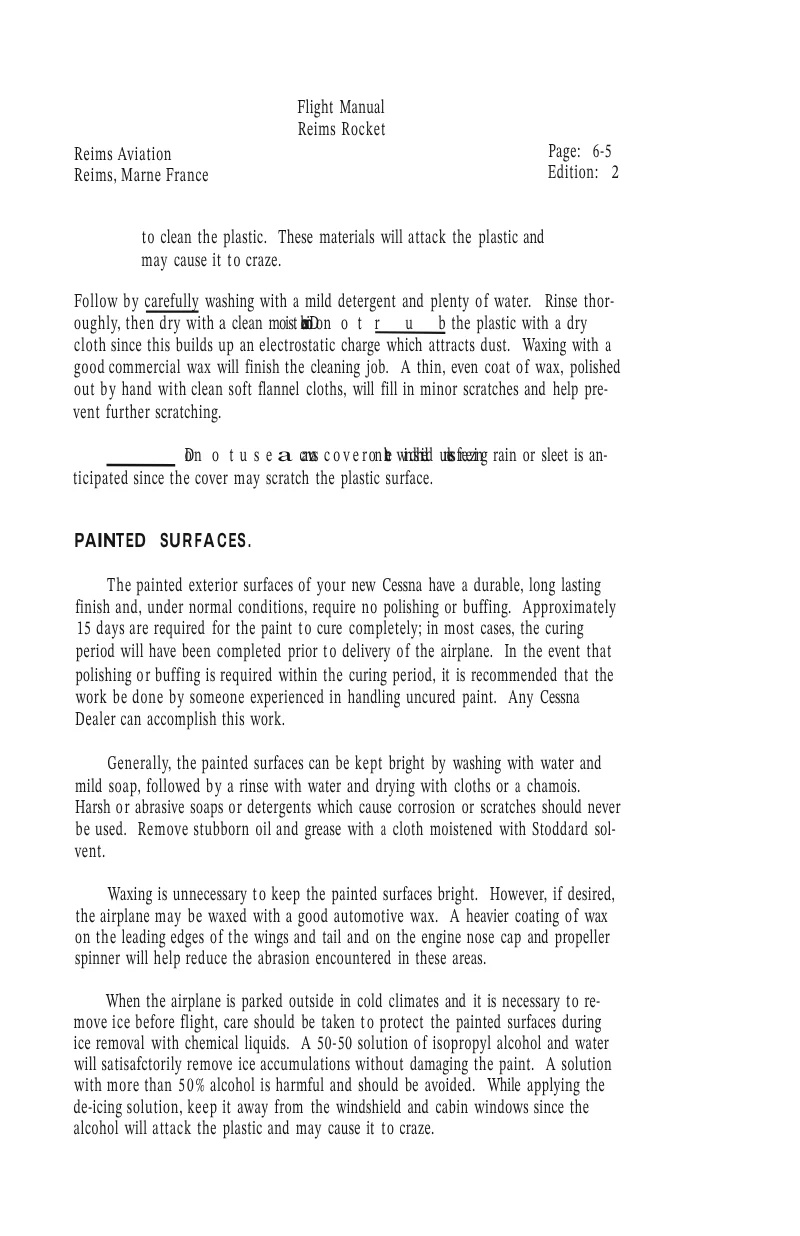 Flight Manual
Reims Rocket
Reims Aviation
Reims, Marne France
Page: 6-5
Edition: 2
to clean the plastic. These materials will attack the plastic and
may cause it to craze.
Follow by carefully washing with a mild detergent and plenty of water. Rinse thor-
oughly, then dry with a clean moist Do not rub the plastic with a dry
cloth since this builds up an electrostatic charge which attracts dust. Waxing with a
good commercial wax will finish the cleaning job. A thin, even coat of wax, polished
out by hand with clean soft flannel cloths, will fill in minor scratches and help pre-
vent further scratching.
Do not use a canvas cover on the windshield unless freezing rain or sleet is an-
ticipated since the cover may scratch the plastic surface.
PAINTED SURFACES.
The painted exterior surfaces of your new Cessna have a durable, long lasting
finish and, under normal conditions, require no polishing or buffing. Approximately
15 days are required for the paint to cure completely; in most cases, the curing
period will have been completed prior to delivery of the airplane. In the event that
polishing or buffing is required within the curing period, it is recommended that the
work be done by someone experienced in handling uncured paint. Any Cessna
Dealer can accomplish this work.
Generally, the painted surfaces can be kept bright by washing with water and
mild soap, followed by a rinse with water and drying with cloths or a chamois.
Harsh or abrasive soaps or detergents which cause corrosion or scratches should never
be used. Remove stubborn oil and grease with a cloth moistened with Stoddard sol-
vent.
Waxing is unnecessary to keep the painted surfaces bright. However, if desired,
the airplane may be waxed with a good automotive wax. A heavier coating of wax
on the leading edges of the wings and tail and on the engine nose cap and propeller
spinner will help reduce the abrasion encountered in these areas.
When the airplane is parked outside in cold climates and it is necessary to re-
move ice before flight, care should be taken to protect the painted surfaces during
ice removal with chemical liquids. A 50-50 solution of isopropyl alcohol and water
will satisafctorily remove ice accumulations without damaging the paint. A solution
with more than 50% alcohol is harmful and should be avoided. While applying the
de-icing solution, keep it away from the windshield and cabin windows since the
alcohol will attack the plastic and may cause it to craze.